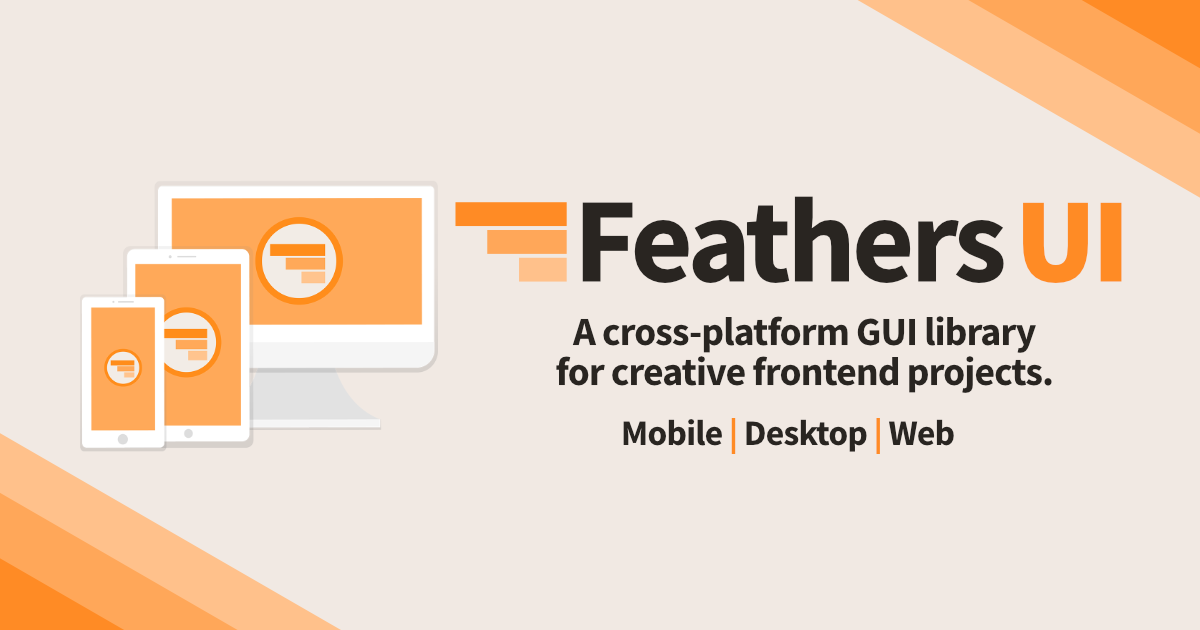 Feathers UI
A cross-platform GUI library
for creative frontend projects.
Mobile | Desktop | Web